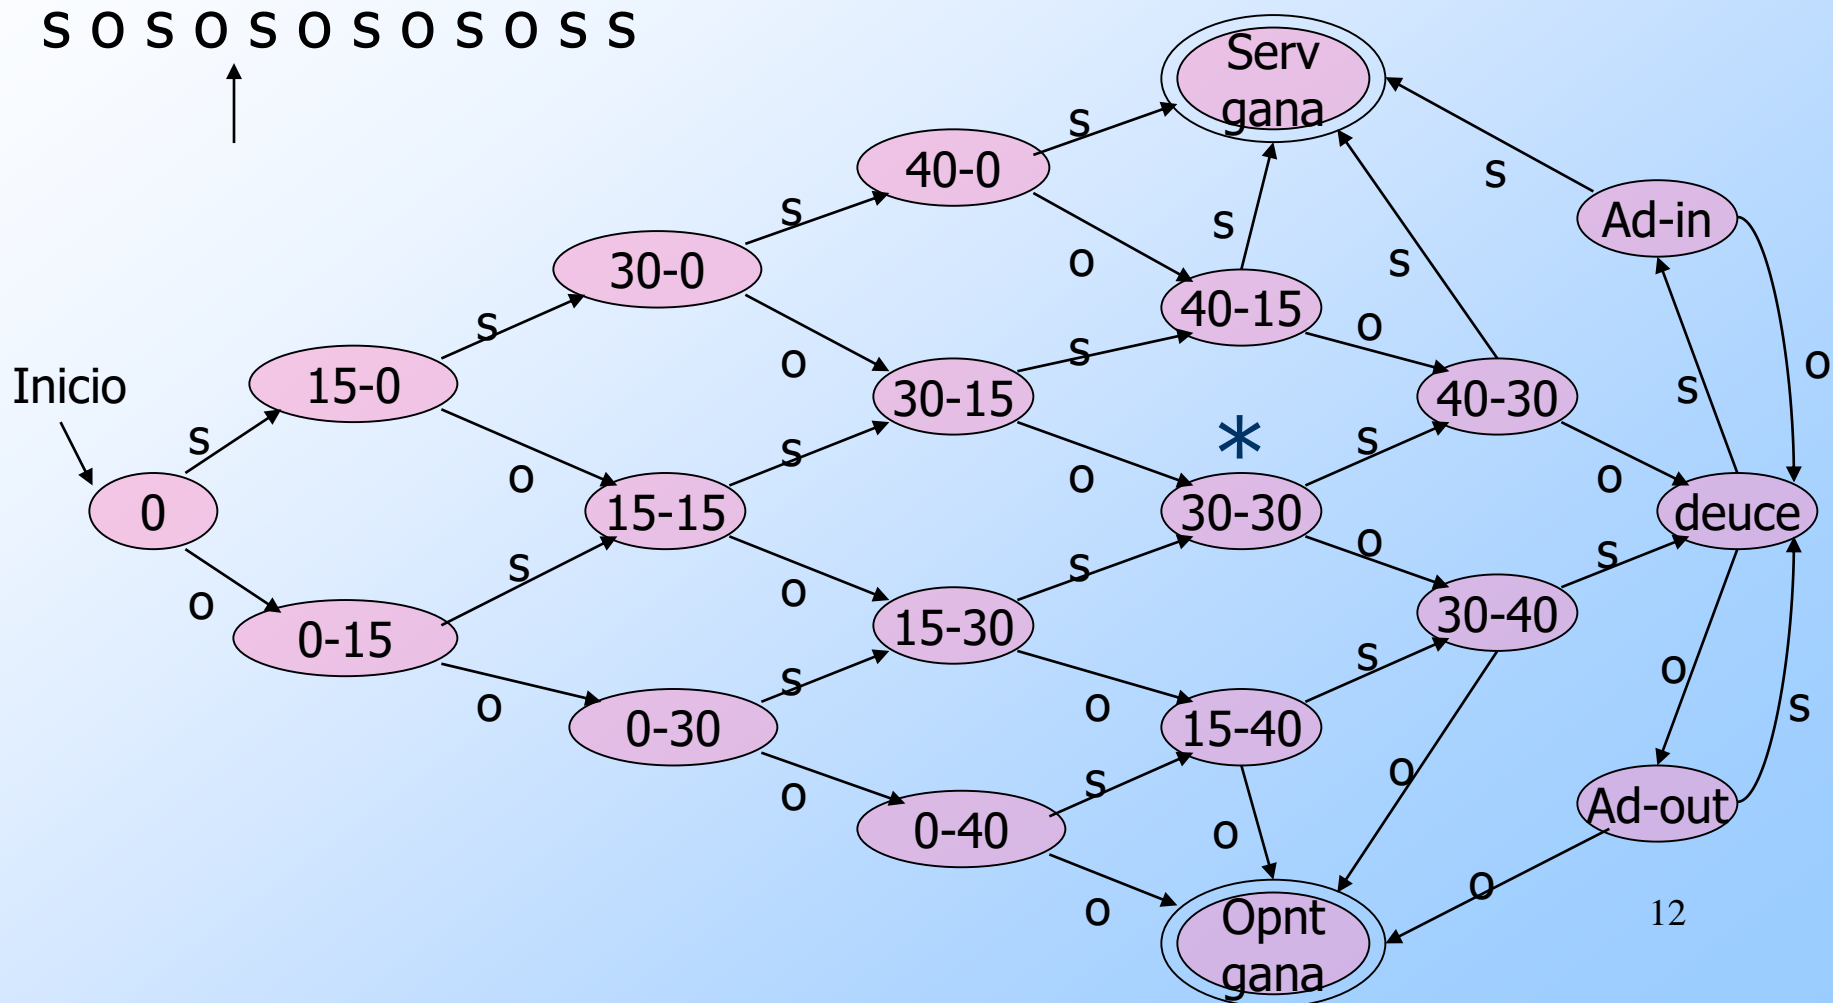 s o s o s o s o s o s s
Serv
gana
s
40-0
s
s
Ad-in
30-0
s
s
o
40-15
s
o
s
o
Inicio
15-0
o
30-15
s
40-30
s
s
*
s
o
s
o
o
0
15-15
30-30
deuce
s
s
o
s
o
o
0-15
15-30
30-40
s
s
o
o
0-30
o
15-40
s
o
s
o
Ad-out
o
0-40
o
o
o
Opnt
gana
12